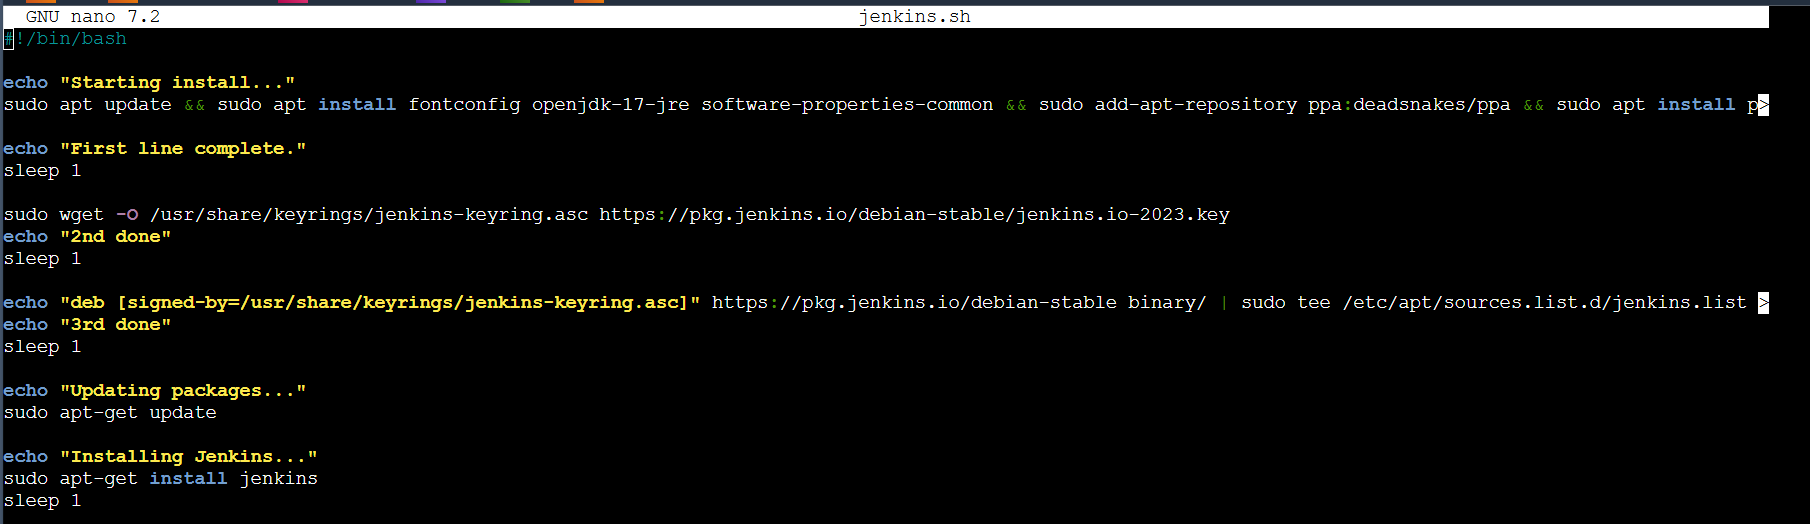 GNU nano 7.2 jenkins.sh
#!/bin/bash
echo "Starting install..."
sudo apt update && sudo apt install fontconfig openjdk-17-jre software-properties-common && sudo add-apt-repository ppa:deadsnakes/ppa && sudo apt install p>
echo "First line complete."
sleep 1
sudo wget -O /usr/share/keyrings/jenkins-keyring.asc https://pkg.jenkins.io/debian-stable/jenkins.io-2023.key
echo "2nd done"
sleep 1
echo "deb [signed-by=/usr/share/keyrings/jenkins-keyring.asc]" https://pkg.jenkins.io/debian-stable binary/ | sudo tee /etc/apt/sources.list.d/jenkins.list >
echo "3rd done"
sleep 1
echo "Updating packages..."
sudo apt-get update
echo "Installing Jenkins..."
sudo apt-get install jenkins
sleep 1